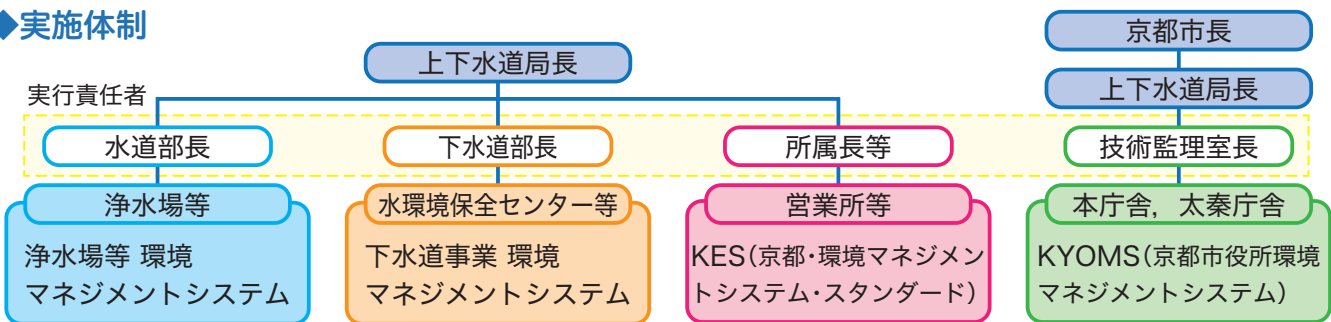 ◆実施体制
京都市長
上下水道局長
上下水道局長
実行責任者
水道部長
下水道部長
所属長等
技術監理室長
浄水場等
浄水場等 環境
マネジメントシステム
水環境保全センター等
下水道事業 環境
マネジメントシステム
営業所等
KES(京都・環境マネジメン
トシステム・スタンダード)
本庁舎，太秦庁舎
KYOMS(京都市役所環境
マネジメントシステム)